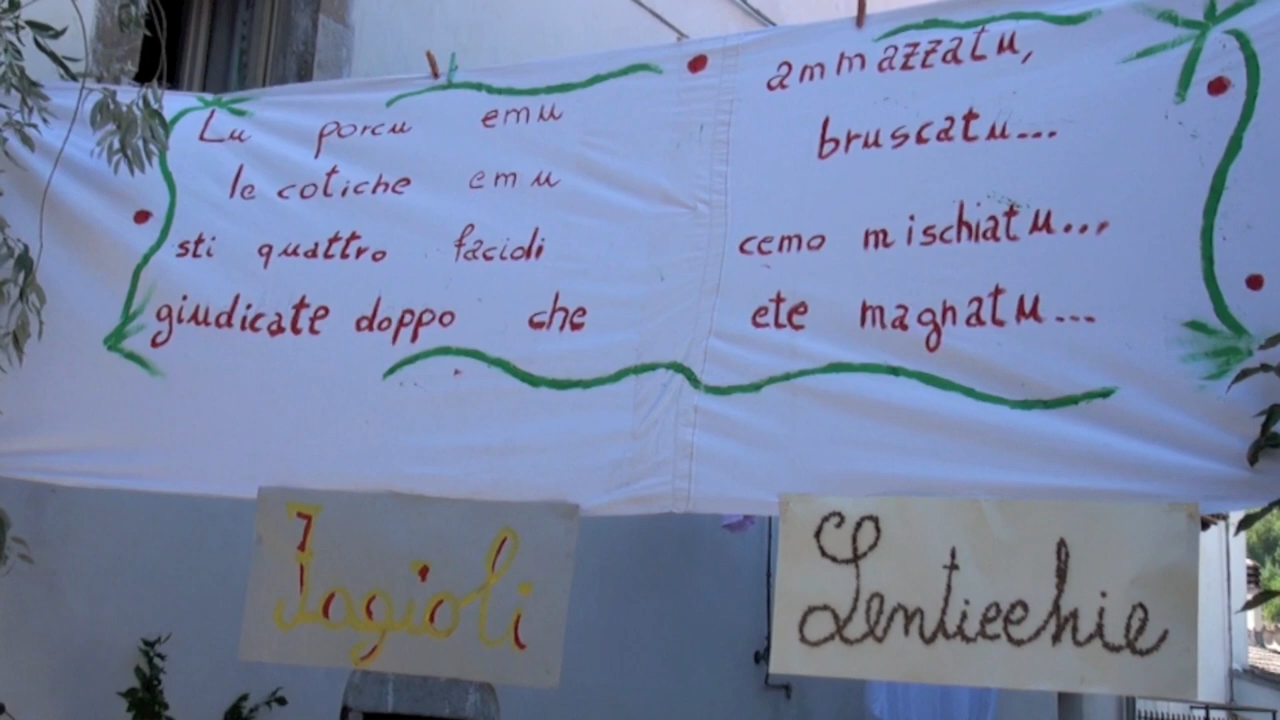 Lu porcu emu ammazzatu,
le cotiche emu bruscatu...
sti quattro facioli cemo mischiatu...
giudicate doppo che ete magnatu...
Fagioli
Lenticchie